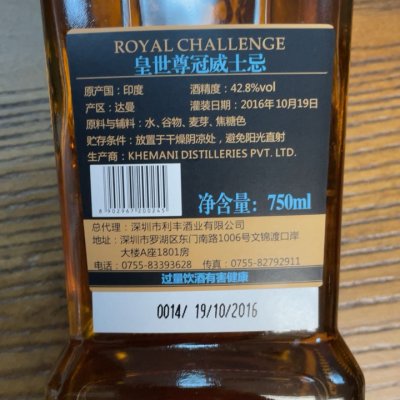 ROYAL CHALLENGE
皇世尊冠威士忌
原产国：印度 酒精度：42.8%vol
产区：达曼 灌装日期：2016年10月19日
原料与辅料：水、谷物、麦芽、焦糖色
贮存条件：放置于干燥阴凉处，避免阳光直射
生产商：KHEMANI DISTILLERIES PVT. LTD.
8902967200245
净含量：750ml
总代理：深圳市利丰酒业有限公司
地址：深圳市罗湖区东门南路1006号文锦渡口岸
大楼A座1801房
电话：0755-83393628 传真：0755-82792911
过量饮酒有害健康
0014/ 19/10/2016